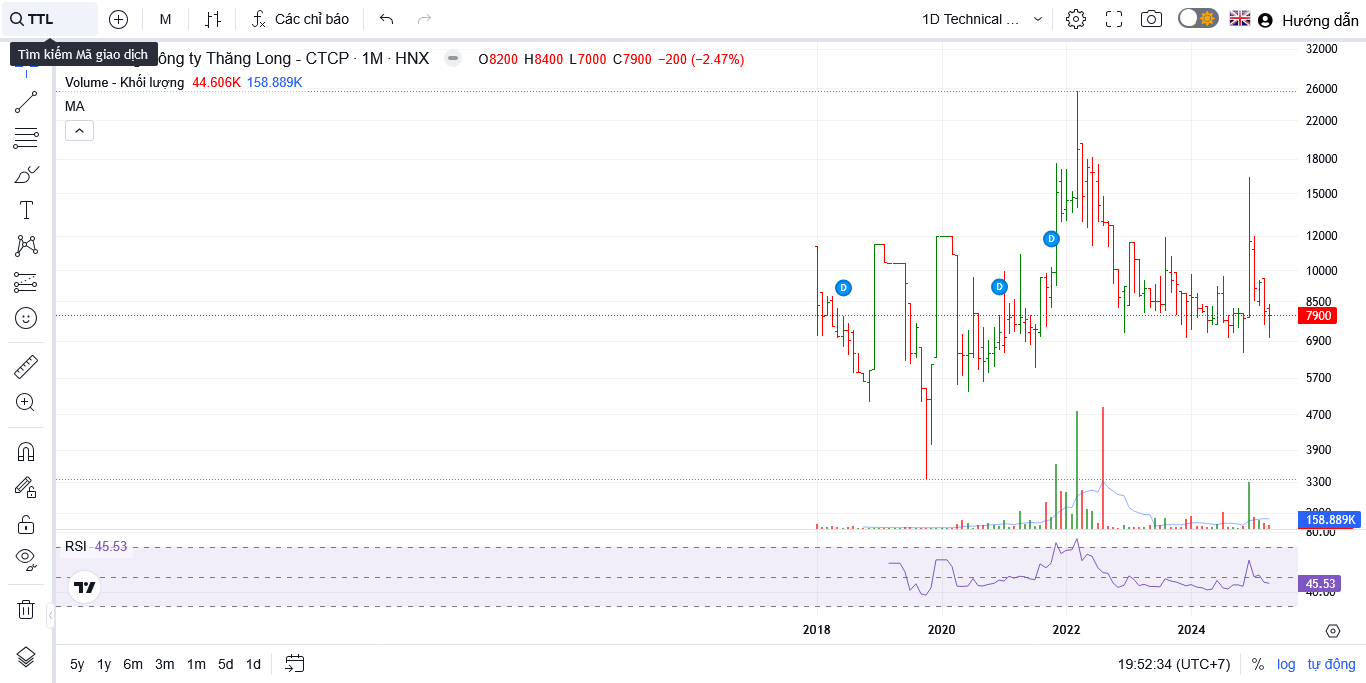 TTL M Các chỉ báo 1D Technical ... Hướng dẫn
Tìm kiếm Mã giao dịch
ông ty Thăng Long - CTCP · 1M · HNX O8200 H8400 L7000 C7900 −200 (−2.47%)
Volume - Khối lượng 44.606K 158.889K
MA
32000
26000
22000
18000
15000
12000
10000
8500
7900
6900
5700
4700
3900
3300
158.889K
80.00
D
D
D
RSI 45.53
45.53
40.00
2018 2020 2022 2024
5y 1y 6m 3m 1m 5d 1d 19:52:34 (UTC+7) % log tự động